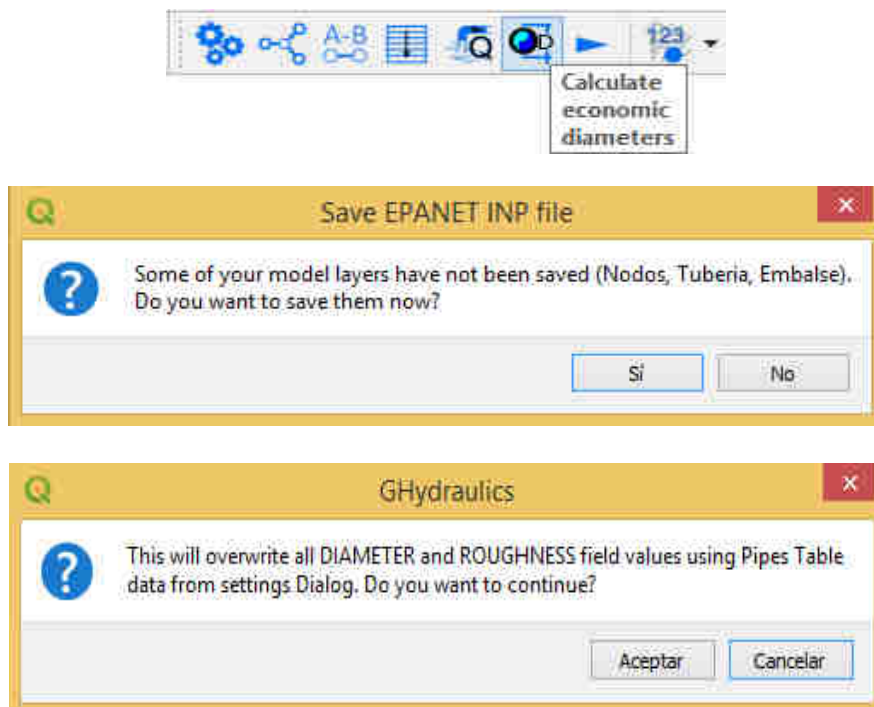 A-B
Q
D
123
Calculate
economic
diameters
Save EPANET INP file
Some of your model layers have not been saved (Nodos, Tuberia, Embalse).
Do you want to save them now?
Sí
No
GHydraulics
This will overwrite all DIAMETER and ROUGHNESS field values using Pipes Table
data from settings Dialog. Do you want to continue?
Aceptar
Cancelar